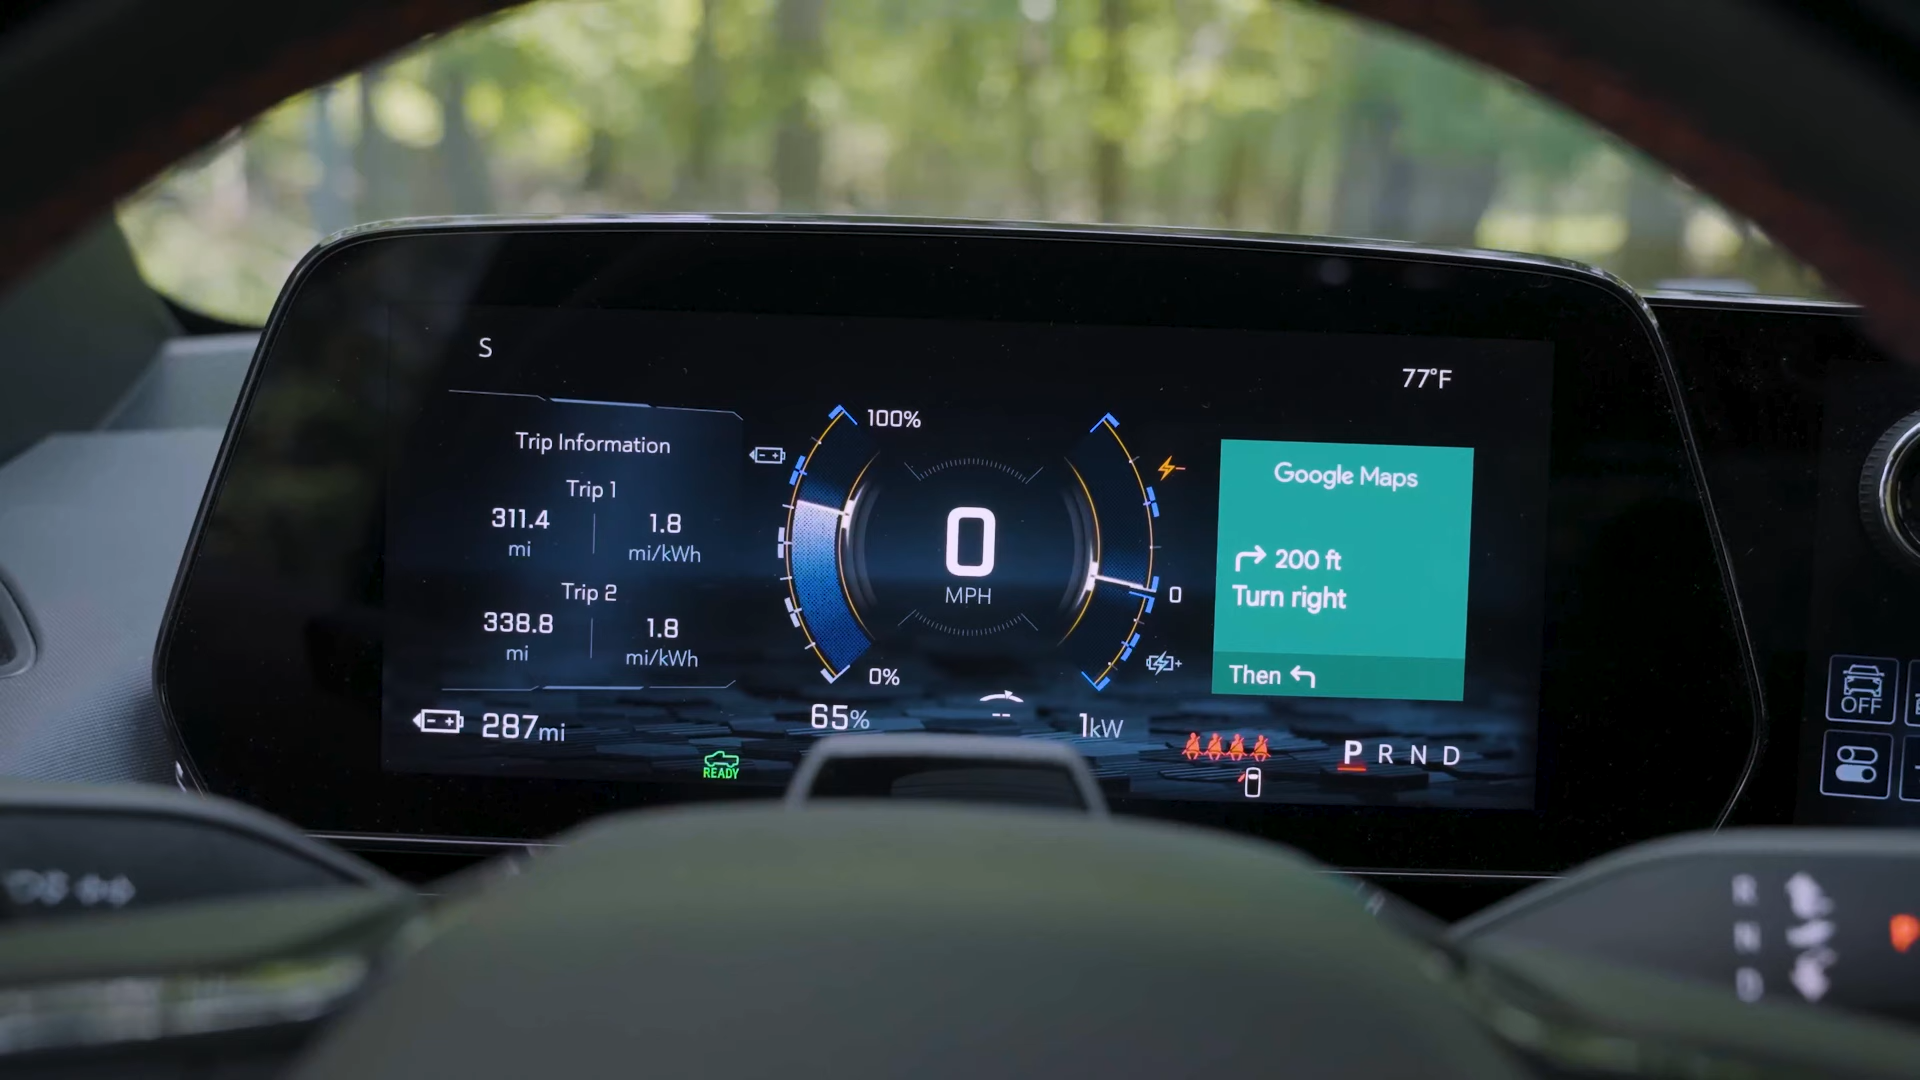 S
77°F
Trip Information
Trip 1
311.4 1.8
mi mi/kWh
Trip 2
338.8 1.8
mi mi/kWh
287mi
100%
0
MPH
0%
65%
--
0
1kW
Google Maps
200 ft
Turn right
Then
READY
P R N D
OFF
R
N
D